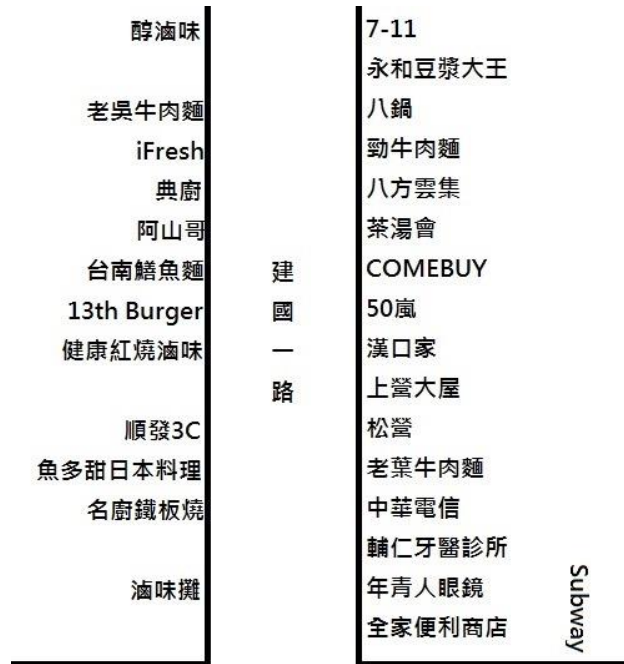 醇滷味
老吳牛肉麵
iFresh
典廚
阿山哥
台南鱔魚麵
13th Burger
健康紅燒滷味
順發3C
魚多甜日本料理
名廚鐵板燒
滷味攤
建國一路
7-11
永和豆漿大王
八鍋
勁牛肉麵
八方雲集
茶湯會
COMEBUY
50嵐
漢口家
上營大屋
松營
老葉牛肉麵
中華電信
輔仁牙醫診所
年青人眼鏡
全家便利商店
Subway